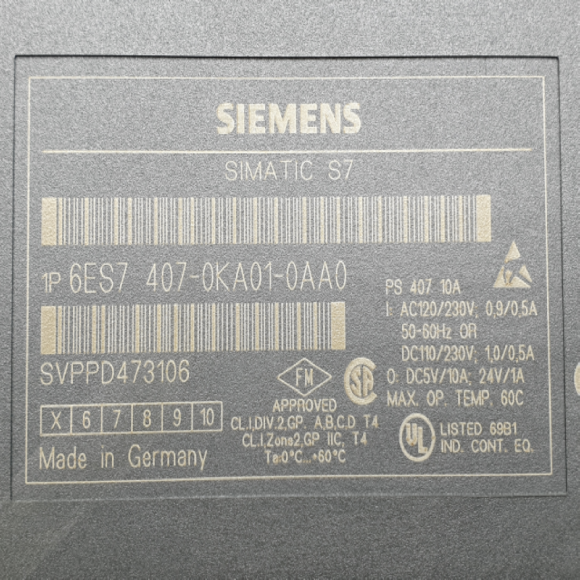 SIEMENS
SIMATIC S7
1P 6ES7 407-0KA01-0AA0
SVPPD473106
X 6 7 8 9 10
Made in Germany
FM
APPROVED
CL.I,DIV.2,GP. A,B,C,D T4
CL.I,Zone2,GP IIC, T4
Ta:0°C...+60°C
PS 407 10A
I: AC120/230V; 0,9/0,5A
50-60Hz OR
DC110/230V; 1,0/0,5A
O: DC5V/10A; 24V/1A
MAX. OP. TEMP. 60C
UL
LISTED 69B1
IND. CONT. EQ.